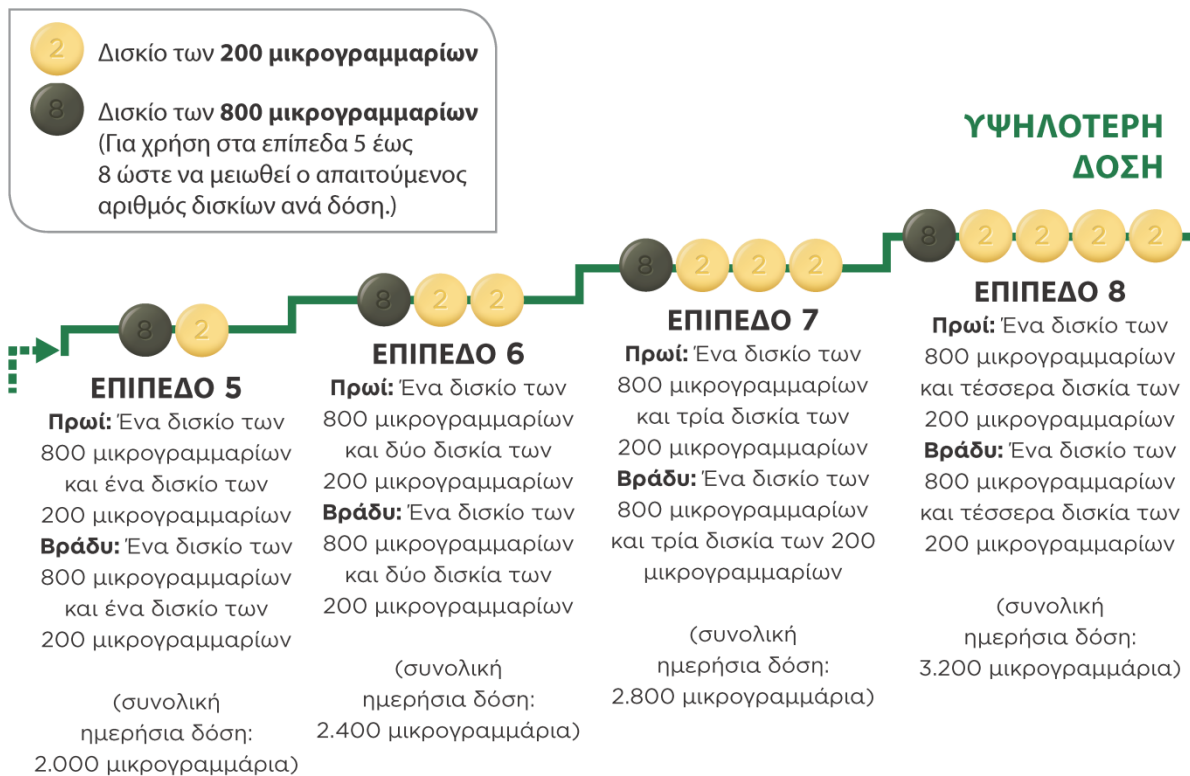 2 Δισκίο των 200 μικρογραμμαρίων
8 Δισκίο των 800 μικρογραμμαρίων
(Για χρήση στα επίπεδα 5 έως
8 ώστε να μειωθεί ο απαιτούμενος
αριθμός δισκίων ανά δόση.)
ΥΨΗΛΟΤΕΡΗ
ΔΟΣΗ
8 2
ΕΠΙΠΕΔΟ 5
Πρωί: Ένα δισκίο των
800 μικρογραμμαρίων
και ένα δισκίο των
200 μικρογραμμαρίων
Βράδυ: Ένα δισκίο των
800 μικρογραμμαρίων
και ένα δισκίο των
200 μικρογραμμαρίων
(συνολική
ημερήσια δόση:
2.000 μικρογραμμάρια)
8 2 2
ΕΠΙΠΕΔΟ 6
Πρωί: Ένα δισκίο των
800 μικρογραμμαρίων
και δύο δισκία των
200 μικρογραμμαρίων
Βράδυ: Ένα δισκίο των
800 μικρογραμμαρίων
και δύο δισκία των
200 μικρογραμμαρίων
(συνολική
ημερήσια δόση:
2.400 μικρογραμμάρια)
8 2 2 2
ΕΠΙΠΕΔΟ 7
Πρωί: Ένα δισκίο των
800 μικρογραμμαρίων
και τρία δισκία των
200 μικρογραμμαρίων
Βράδυ: Ένα δισκίο των
800 μικρογραμμαρίων
και τρία δισκία των 200
μικρογραμμαρίων
(συνολική
ημερήσια δόση:
2.800 μικρογραμμάρια)
8 2 2 2 2
ΕΠΙΠΕΔΟ 8
Πρωί: Ένα δισκίο των
800 μικρογραμμαρίων
και τέσσερα δισκία των
200 μικρογραμμαρίων
Βράδυ: Ένα δισκίο των
800 μικρογραμμαρίων
και τέσσερα δισκία των
200 μικρογραμμαρίων
(συνολική
ημερήσια δόση:
3.200 μικρογραμμάρια)